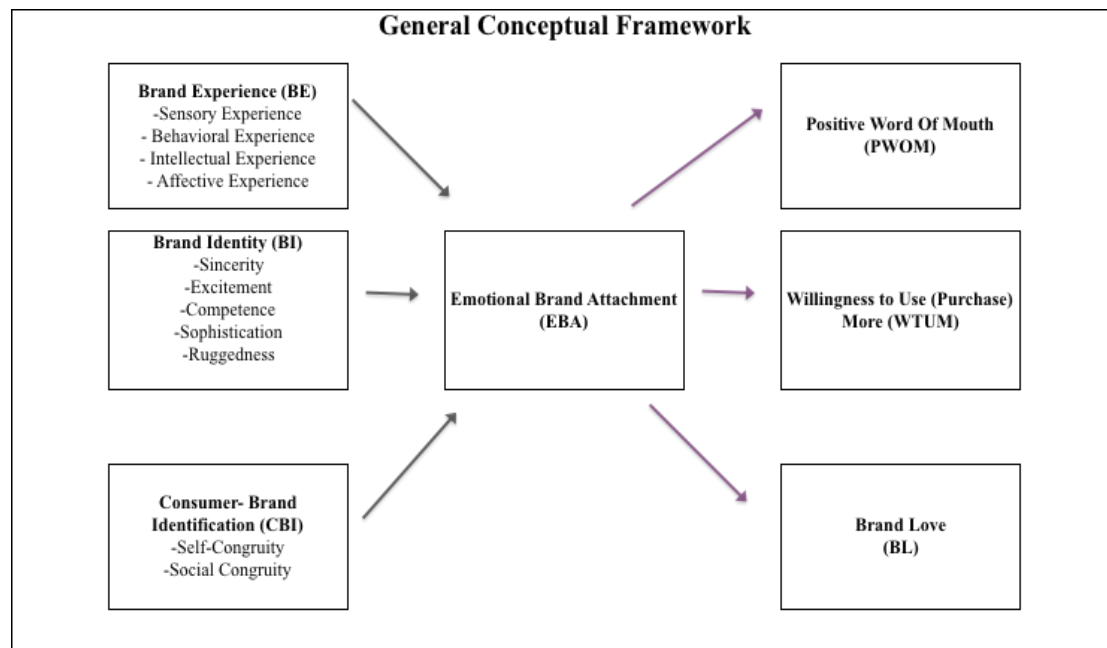 General Conceptual Framework
Brand Experience (BE)
-Sensory Experience
- Behavioral Experience
- Intellectual Experience
- Affective Experience
Brand Identity (BI)
-Sincerity
-Excitement
-Competence
-Sophistication
-Ruggedness
Consumer- Brand
Identification (CBI)
-Self-Congruity
-Social Congruity
Emotional Brand Attachment
(EBA)
Positive Word Of Mouth
(PWOM)
Willingness to Use (Purchase)
More (WTUM)
Brand Love
(BL)